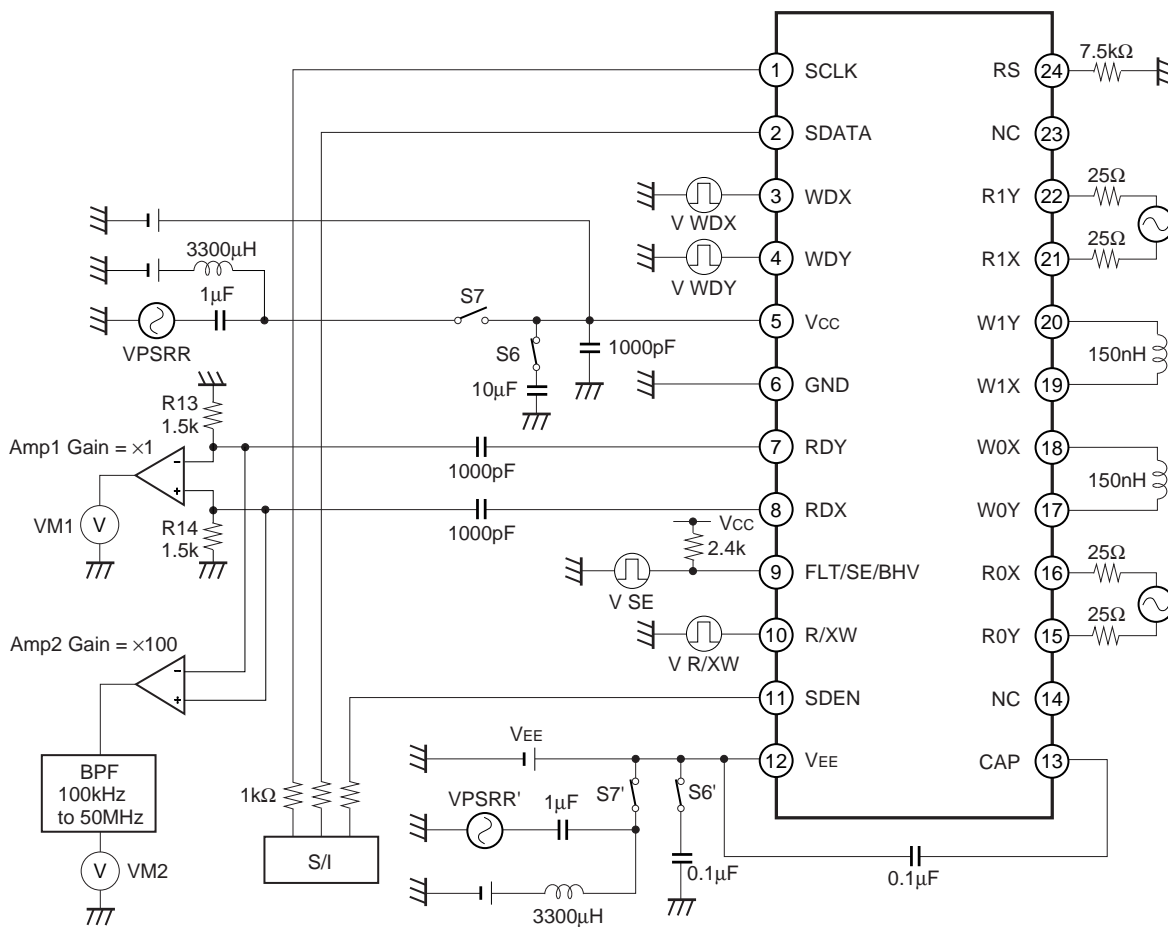 1 SCLK
2 SDATA
V WDX
3 WDX
V WDY
4 WDY
3300μH
1μF
VPSRR
S7
S6
10μF
1000pF
5 VCC
6 GND
R13
1.5k
Amp1 Gain = ×1
-
+
VM1
V
R14
1.5k
1000pF
7 RDY
1000pF
8 RDX
VCC
2.4k
V SE
9 FLT/SE/BHV
V R/XW
10 R/XW
Amp2 Gain = ×100
-
+
BPF
100kHz
to 50MHz
V
VM2
11 SDEN
1kΩ
S/I
VEE
12 VEE
S7'
S6'
VPSRR'
1μF
0.1μF
3300μH
0.1μF
7.5kΩ
RS 24
NC 23
25Ω
R1Y 22
25Ω
R1X 21
W1Y 20
150nH
W1X 19
W0X 18
150nH
W0Y 17
25Ω
R0X 16
25Ω
R0Y 15
NC 14
CAP 13